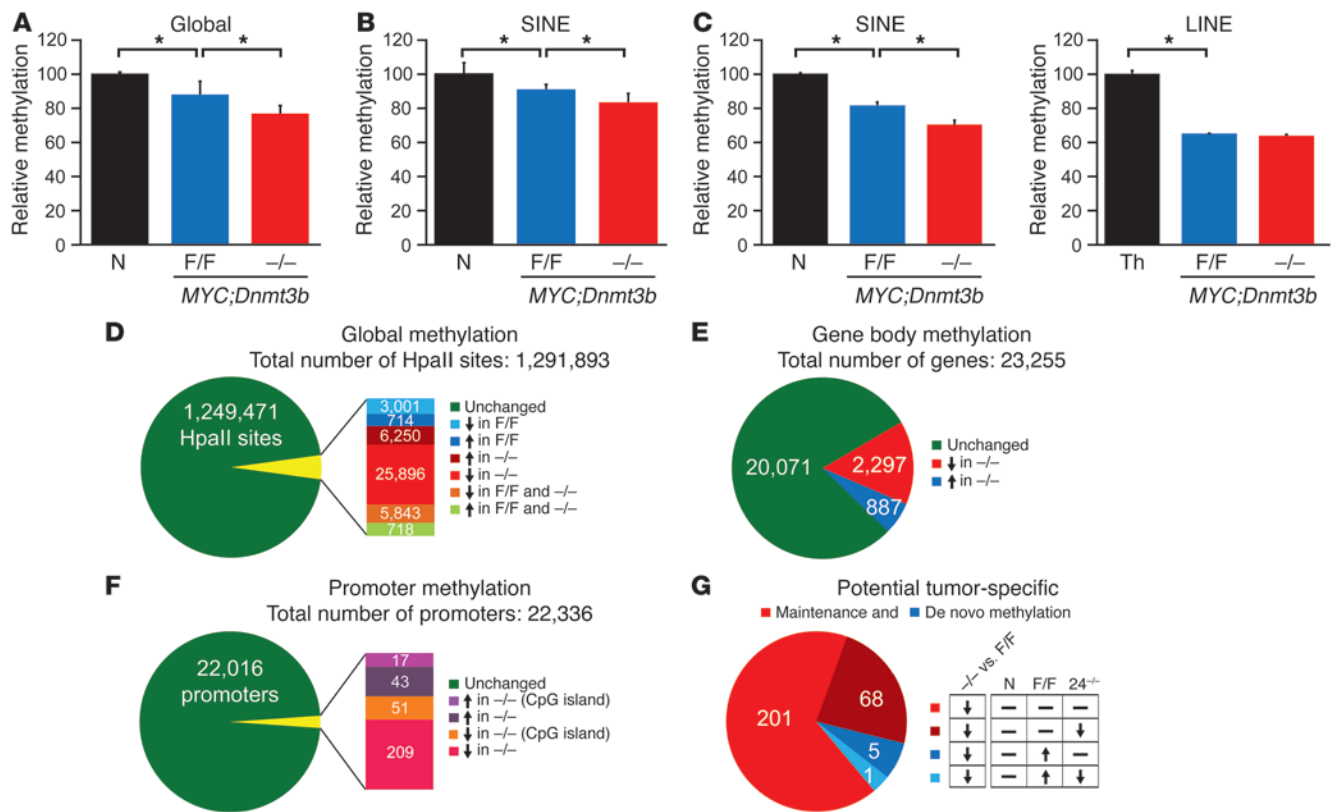 A
Global
Relative methylation
120
100
80
60
40
20
0
*
*
N
F/F
–/–
MYC;Dnmt3b
B
SINE
Relative methylation
120
100
80
60
40
20
0
*
*
N
F/F
–/–
MYC;Dnmt3b
C
SINE
Relative methylation
120
100
80
60
40
20
0
*
*
N
F/F
–/–
MYC;Dnmt3b
LINE
Relative methylation
120
100
80
60
40
20
0
*
Th
F/F
–/–
MYC;Dnmt3b
D
Global methylation
Total number of HpaII sites: 1,291,893
1,249,471
HpaII sites
3,001
714
6,250
25,896
5,843
718
Unchanged
↓ in F/F
↑ in F/F
↑ in –/–
↓ in –/–
↓ in F/F and –/–
↑ in F/F and –/–
E
Gene body methylation
Total number of genes: 23,255
20,071
2,297
887
Unchanged
↓ in –/–
↑ in –/–
F
Promoter methylation
Total number of promoters: 22,336
22,016
promoters
17
43
51
209
Unchanged
↑ in –/– (CpG island)
↑ in –/–
↓ in –/– (CpG island)
↓ in –/–
G
Potential tumor-specific
Maintenance and De novo methylation
201
68
5
1
–/– vs. F/F
N F/F 24–/–
↓ – – –
↓ – – ↓
↓ – ↑ –
↓ – ↑ ↓